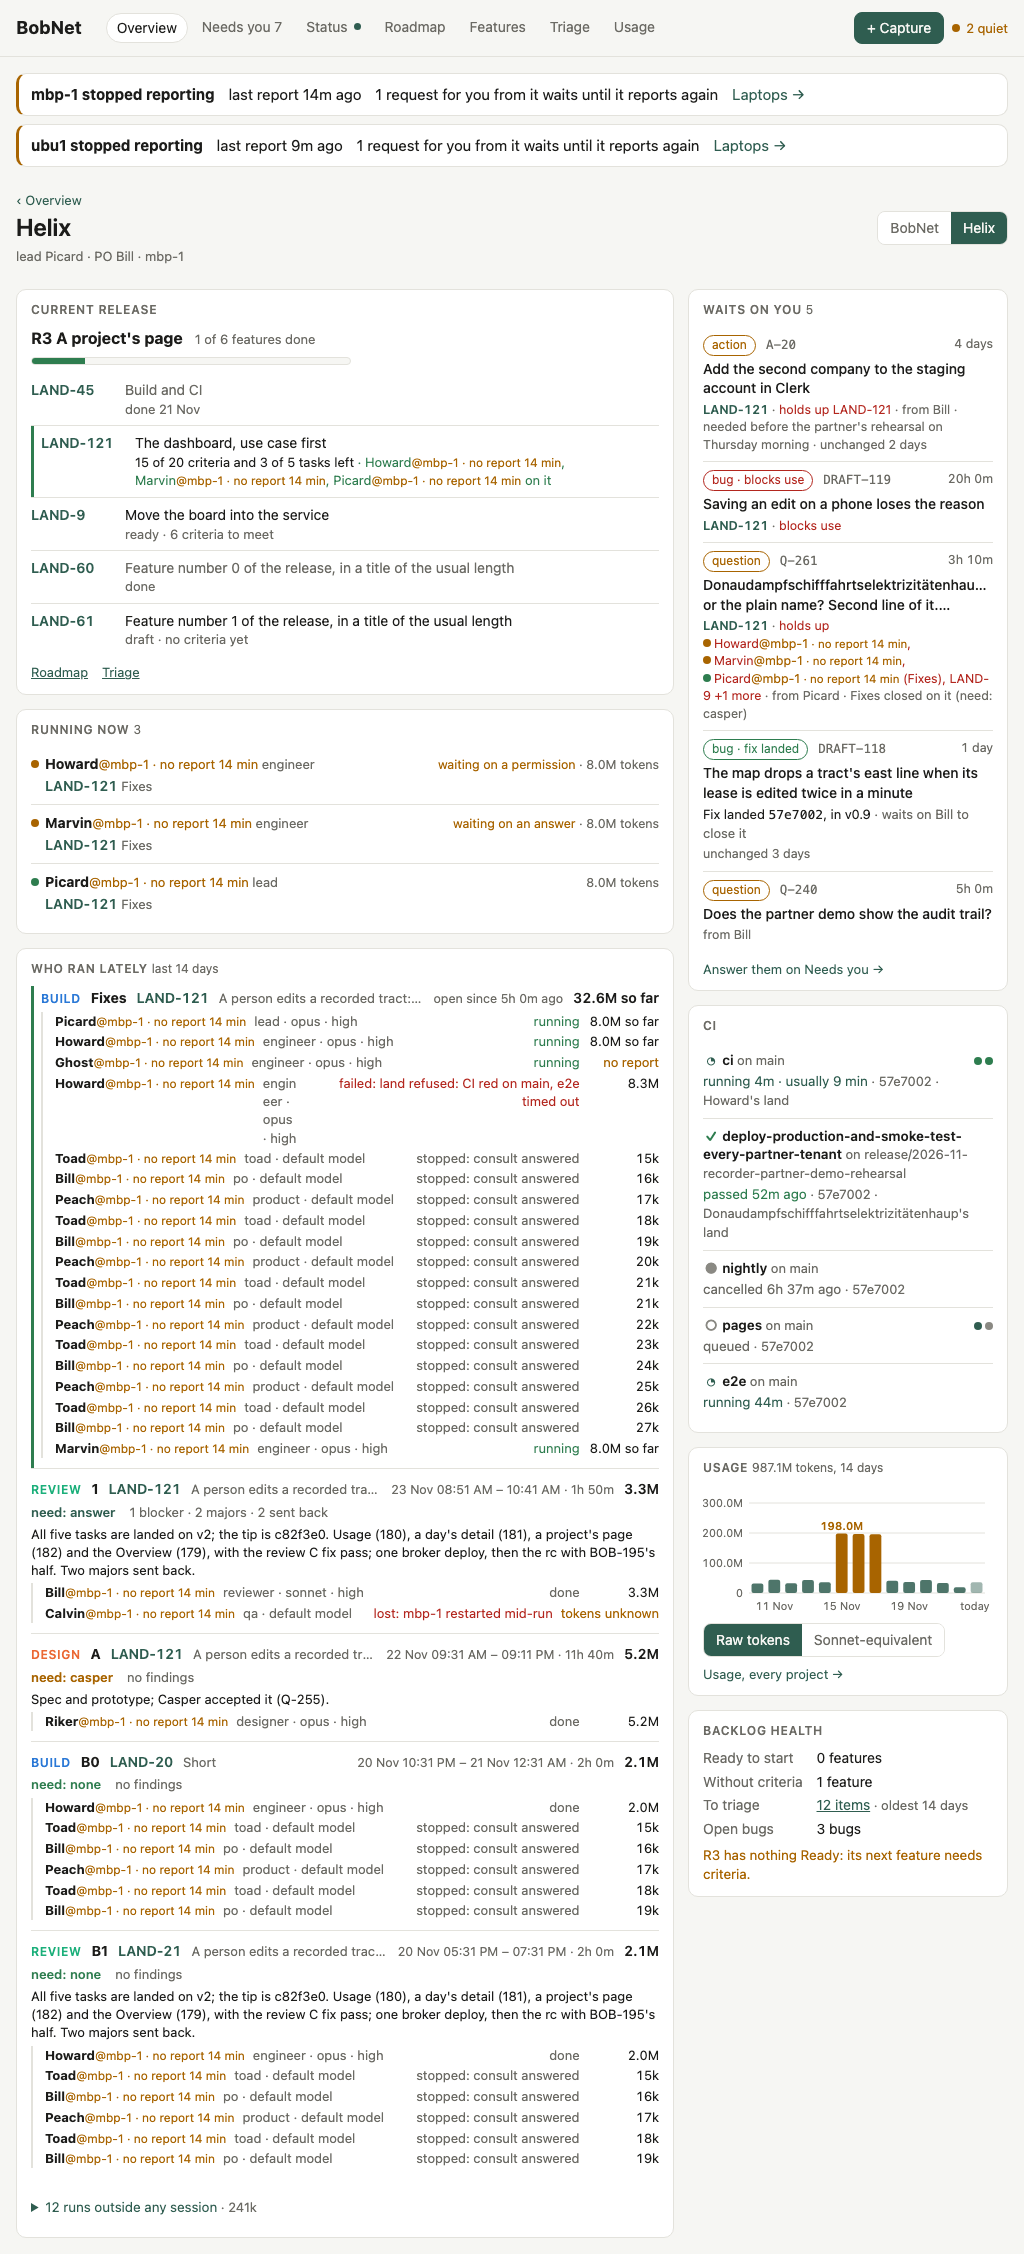 BobNet Overview Needs you 7 Status Roadmap Features Triage Usage + Capture 2 quiet
mbp-1 stopped reporting last report 14m ago 1 request for you from it waits until it reports again Laptops →
ubu1 stopped reporting last report 9m ago 1 request for you from it waits until it reports again Laptops →
‹ Overview
Helix
BobNet Helix
lead Picard · PO Bill · mbp-1
CURRENT RELEASE
R3 A project's page 1 of 6 features done
LAND-45 Build and CI
done 21 Nov
LAND-121 The dashboard, use case first
15 of 20 criteria and 3 of 5 tasks left · Howard@mbp-1 · no report 14 min,
Marvin@mbp-1 · no report 14 min, Picard@mbp-1 · no report 14 min on it
LAND-9 Move the board into the service
ready · 6 criteria to meet
LAND-60 Feature number 0 of the release, in a title of the usual length
done
LAND-61 Feature number 1 of the release, in a title of the usual length
draft · no criteria yet
Roadmap Triage
RUNNING NOW 3
Howard@mbp-1 · no report 14 min engineer waiting on a permission · 8.0M tokens
LAND-121 Fixes
Marvin@mbp-1 · no report 14 min engineer waiting on an answer · 8.0M tokens
LAND-121 Fixes
Picard@mbp-1 · no report 14 min lead 8.0M tokens
LAND-121 Fixes
WHO RAN LATELY last 14 days
BUILD Fixes LAND-121 A person edits a recorded tract:... open since 5h 0m ago 32.6M so far
Picard@mbp-1 · no report 14 min lead · opus · high running 8.0M so far
Howard@mbp-1 · no report 14 min engineer · opus · high running 8.0M so far
Ghost@mbp-1 · no report 14 min engineer · opus · high running no report
Howard@mbp-1 · no report 14 min engin failed: land refused: CI red on main, e2e 8.3M
eer · timed out
opus
· high
Toad@mbp-1 · no report 14 min toad · default model stopped: consult answered 15k
Bill@mbp-1 · no report 14 min po · default model stopped: consult answered 16k
Peach@mbp-1 · no report 14 min product · default model stopped: consult answered 17k
Toad@mbp-1 · no report 14 min toad · default model stopped: consult answered 18k
Bill@mbp-1 · no report 14 min po · default model stopped: consult answered 19k
Peach@mbp-1 · no report 14 min product · default model stopped: consult answered 20k
Toad@mbp-1 · no report 14 min toad · default model stopped: consult answered 21k
Bill@mbp-1 · no report 14 min po · default model stopped: consult answered 21k
Peach@mbp-1 · no report 14 min product · default model stopped: consult answered 22k
Toad@mbp-1 · no report 14 min toad · default model stopped: consult answered 23k
Bill@mbp-1 · no report 14 min po · default model stopped: consult answered 24k
Peach@mbp-1 · no report 14 min product · default model stopped: consult answered 25k
Toad@mbp-1 · no report 14 min toad · default model stopped: consult answered 26k
Bill@mbp-1 · no report 14 min po · default model stopped: consult answered 27k
Marvin@mbp-1 · no report 14 min engineer · opus · high running 8.0M so far
REVIEW 1 LAND-121 A person edits a recorded tra... 23 Nov 08:51 AM – 10:41 AM · 1h 50m 3.3M
need: answer 1 blocker · 2 majors · 2 sent back
All five tasks are landed on v2; the tip is c82f3e0. Usage (180), a day's detail (181), a project's page
(182) and the Overview (179), with the review C fix pass; one broker deploy, then the rc with BOB-195's
half. Two majors sent back.
Bill@mbp-1 · no report 14 min reviewer · sonnet · high done 3.3M
Calvin@mbp-1 · no report 14 min qa · default model lost: mbp-1 restarted mid-run tokens unknown
DESIGN A LAND-121 A person edits a recorded tr... 22 Nov 09:31 AM – 09:11 PM · 11h 40m 5.2M
need: casper no findings
Spec and prototype; Casper accepted it (Q-255).
Riker@mbp-1 · no report 14 min designer · opus · high done 5.2M
BUILD B0 LAND-20 Short 20 Nov 10:31 PM – 21 Nov 12:31 AM · 2h 0m 2.1M
need: none no findings
Howard@mbp-1 · no report 14 min engineer · opus · high done 2.0M
Toad@mbp-1 · no report 14 min toad · default model stopped: consult answered 15k
Bill@mbp-1 · no report 14 min po · default model stopped: consult answered 16k
Peach@mbp-1 · no report 14 min product · default model stopped: consult answered 17k
Toad@mbp-1 · no report 14 min toad · default model stopped: consult answered 18k
Bill@mbp-1 · no report 14 min po · default model stopped: consult answered 19k
REVIEW B1 LAND-21 A person edits a recorded trac... 20 Nov 05:31 PM – 07:31 PM · 2h 0m 2.1M
need: none no findings
All five tasks are landed on v2; the tip is c82f3e0. Usage (180), a day's detail (181), a project's page
(182) and the Overview (179), with the review C fix pass; one broker deploy, then the rc with BOB-195's
half. Two majors sent back.
Howard@mbp-1 · no report 14 min engineer · opus · high done 2.0M
Toad@mbp-1 · no report 14 min toad · default model stopped: consult answered 15k
Bill@mbp-1 · no report 14 min po · default model stopped: consult answered 16k
Peach@mbp-1 · no report 14 min product · default model stopped: consult answered 17k
Toad@mbp-1 · no report 14 min toad · default model stopped: consult answered 18k
Bill@mbp-1 · no report 14 min po · default model stopped: consult answered 19k
▶ 12 runs outside any session · 241k
WAITS ON YOU 5
action A-20 4 days
Add the second company to the staging
account in Clerk
LAND-121 · holds up LAND-121 · from Bill ·
needed before the partner's rehearsal on
Thursday morning · unchanged 2 days
bug · blocks use DRAFT-119 20h 0m
Saving an edit on a phone loses the reason
LAND-121 · blocks use
question Q-261 3h 10m
Donaudampfschifffahrtselektrizitätenhau...
or the plain name? Second line of it....
LAND-121 · holds up
Howard@mbp-1 · no report 14 min,
Marvin@mbp-1 · no report 14 min,
Picard@mbp-1 · no report 14 min (Fixes), LAND-
9 +1 more · from Picard · Fixes closed on it (need:
casper)
bug · fix landed DRAFT-118 1 day
The map drops a tract's east line when its
lease is edited twice in a minute
Fix landed 57e7002, in v0.9 · waits on Bill to
close it
unchanged 3 days
question Q-240 5h 0m
Does the partner demo show the audit trail?
from Bill
Answer them on Needs you →
CI
ci on main
running 4m · usually 9 min · 57e7002 ·
Howard's land
deploy-production-and-smoke-test-
every-partner-tenant on release/2026-11-
recorder-partner-demo-rehearsal
passed 52m ago · 57e7002 ·
Donaudampfschifffahrtselektrizitätenhaup's
land
nightly on main
cancelled 6h 37m ago · 57e7002
pages on main
queued · 57e7002
e2e on main
running 44m · 57e7002
USAGE 987.1M tokens, 14 days
300.0M
200.0M
198.0M
100.0M
0
11 Nov 15 Nov 19 Nov today
Raw tokens Sonnet-equivalent
Usage, every project →
BACKLOG HEALTH
Ready to start 0 features
Without criteria 1 feature
To triage 12 items · oldest 14 days
Open bugs 3 bugs
R3 has nothing Ready: its next feature needs
criteria.